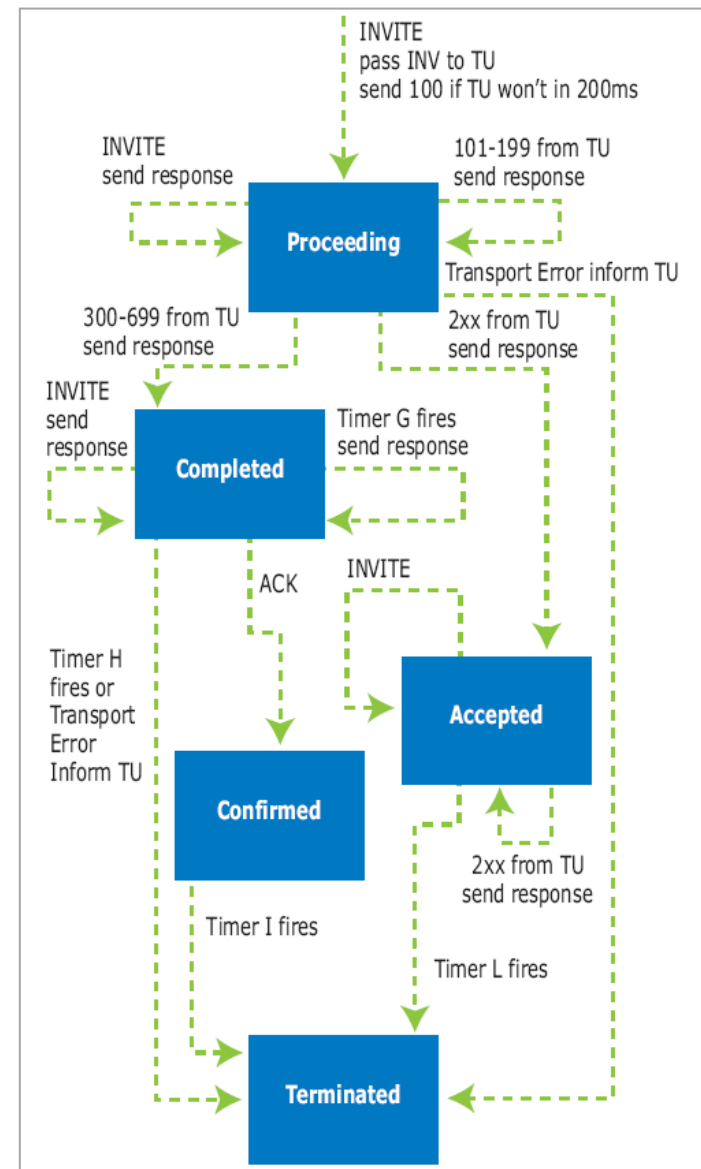 INVITE
pass INV to TU
send 100 if TU won't in 200ms
INVITE
send response
101-199 from TU
send response
Proceeding
Transport Error inform TU
300-699 from TU
send response
2xx from TU
send response
INVITE
send
response
Timer G fires
send response
Completed
ACK
INVITE
Timer H
fires or
Transport
Error
Inform TU
Accepted
Confirmed
2xx from TU
send response
Timer I fires
Timer L fires
Terminated